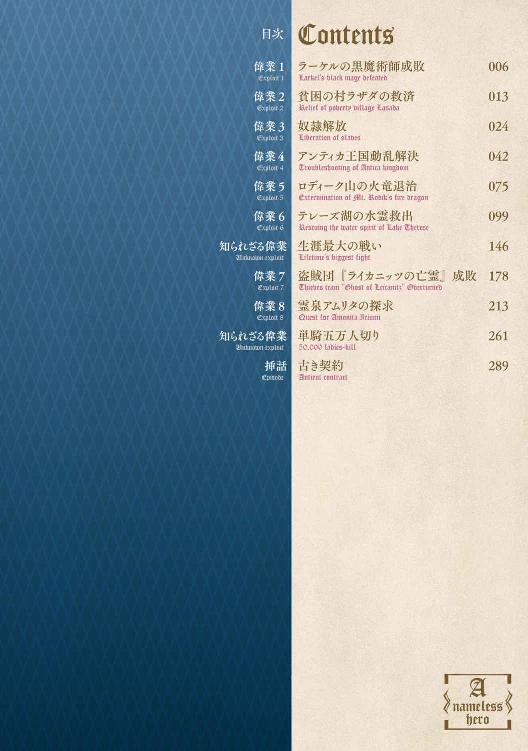 目次 Contents
偉業 1 ラーケルの黒魔術師成敗 006
Exploit 1 Larkel's black mage defeated
偉業 2 貧困の村ラザダの救済 013
Exploit 2 Relief of poverty village Lasada
偉業 3 奴隷解放 024
Exploit 3 Liberation of slaves
偉業 4 アンティカ王国動乱解決 042
Exploit 4 Troubleshooting of Antica kingdom
偉業 5 ロディーク山の火竜退治 075
Exploit 5 Extermination of Mt. Rodik's fire dragon
偉業 6 テレーズ湖の水霊救出 099
Exploit 6 Rescuing the water spirit of Lake Therese
知られざる偉業 生涯最大の戦い 146
Unknown exploit Lifetime's biggest fight
偉業 7 盗賊団『ライカニッツの亡霊』成敗 178
Exploit 7 Thieves team "Ghost of Leicanitz" Overturned
偉業 8 霊泉アムリタの探求 213
Exploit 8 Quest for Amonita
知られざる偉業 単騎五万人切り 261
Unknown exploit 50,000 ladies-kill
挿話 古き契約 289
Episode Antient contract
A
nameless
hero